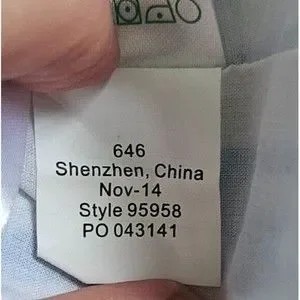 646
Shenzhen, China
Nov-14
Style 95958
PO 043141